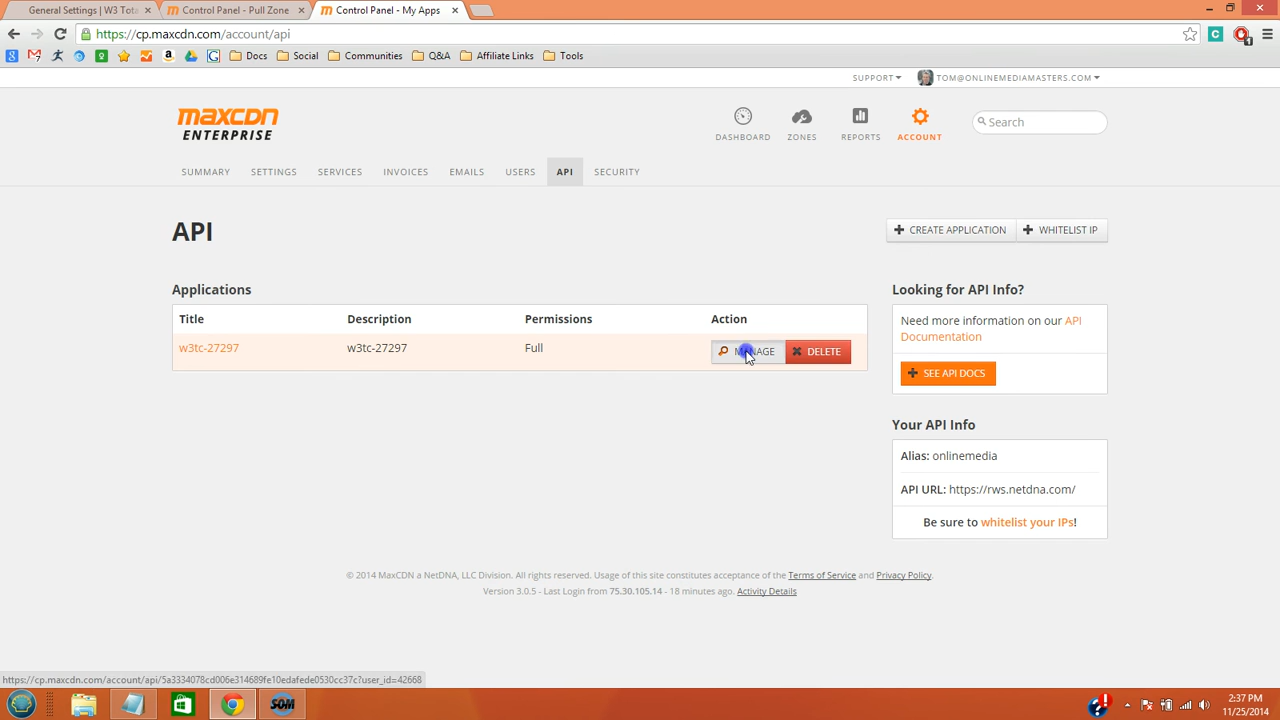 General Settings | W3 Tota
Control Panel - Pull Zone
Control Panel - My Apps
https://cp.maxcdn.com/account/api
Docs
Social
Communities
Q&A
Affiliate Links
Tools
SUPPORT
TOM@ONLINEMEDIAMASTERS.COM
maxcdn
ENTERPRISE
DASHBOARD
ZONES
REPORTS
ACCOUNT
Search
SUMMARY
SETTINGS
SERVICES
INVOICES
EMAILS
USERS
API
SECURITY
API
CREATE APPLICATION
WHITELIST IP
Applications
Title Description Permissions Action
w3tc-27297 w3tc-27297 Full MANAGE DELETE
Looking for API Info?
Need more information on our API
Documentation
SEE API DOCS
Your API Info
Alias: onlinemedia
API URL: https://rws.netdna.com/
Be sure to whitelist your IPs!
© 2014 MaxCDN a NetDNA, LLC Division. All rights reserved. Usage of this site constitutes acceptance of the Terms of Service and Privacy Policy.
Version 3.0.5 - Last Login from 75.30.105.14 - 18 minutes ago. Activity Details
https://cp.maxcdn.com/account/api/5a3334078cd006e314689fe10edafede0530cc37c?user_id=42668
SOM
2:37 PM
11/25/2014